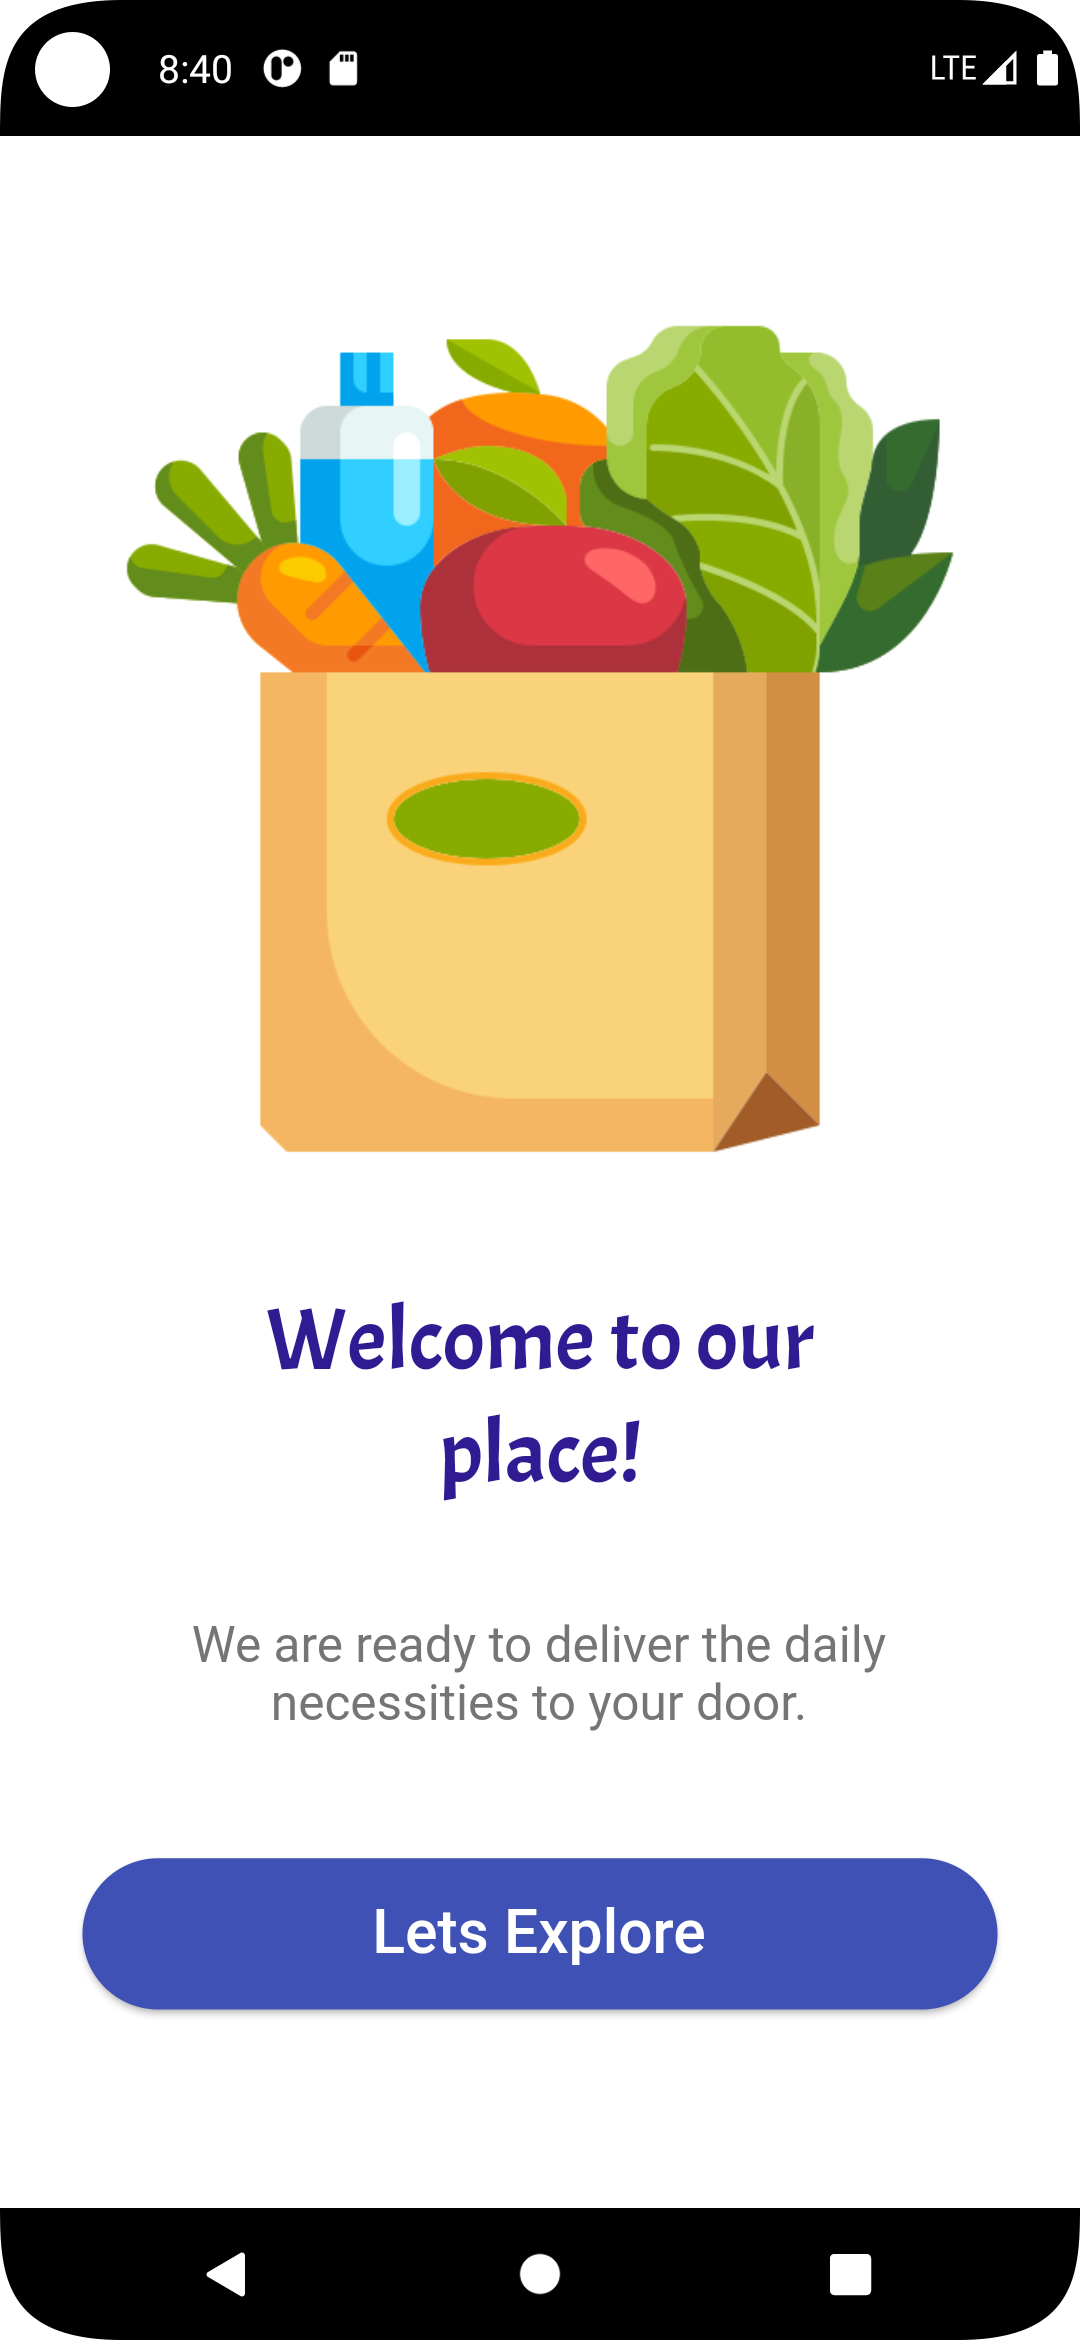 8:40
LTE
Welcome to our
place!
We are ready to deliver the daily
necessities to your door.
Lets Explore